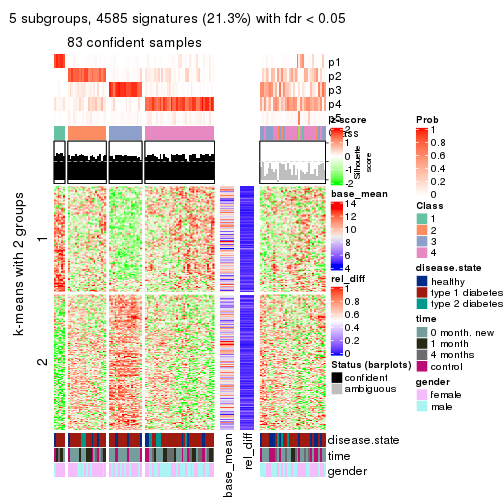 5 subgroups, 4585 signatures (21.3%) with fdr < 0.05
83 confident samples
p1
p2
p3
p4
p5
Class
z-score
2
-1
-2
Silhouette score
k-means with 2 groups
1
2
base_mean
rel_diff
disease.state
time
gender
base_mean
14
12
10
8
6
4
rel_diff
1
0.8
0.6
0.4
0.2
0
Status (barplots)
confident
ambiguous
Prob
1
0.8
0.6
0.4
0.2
0
Class
1
2
3
4
disease.state
healthy
type 1 diabetes
type 2 diabetes
time
0 month. new
1 month
4 months
control
gender
female
male